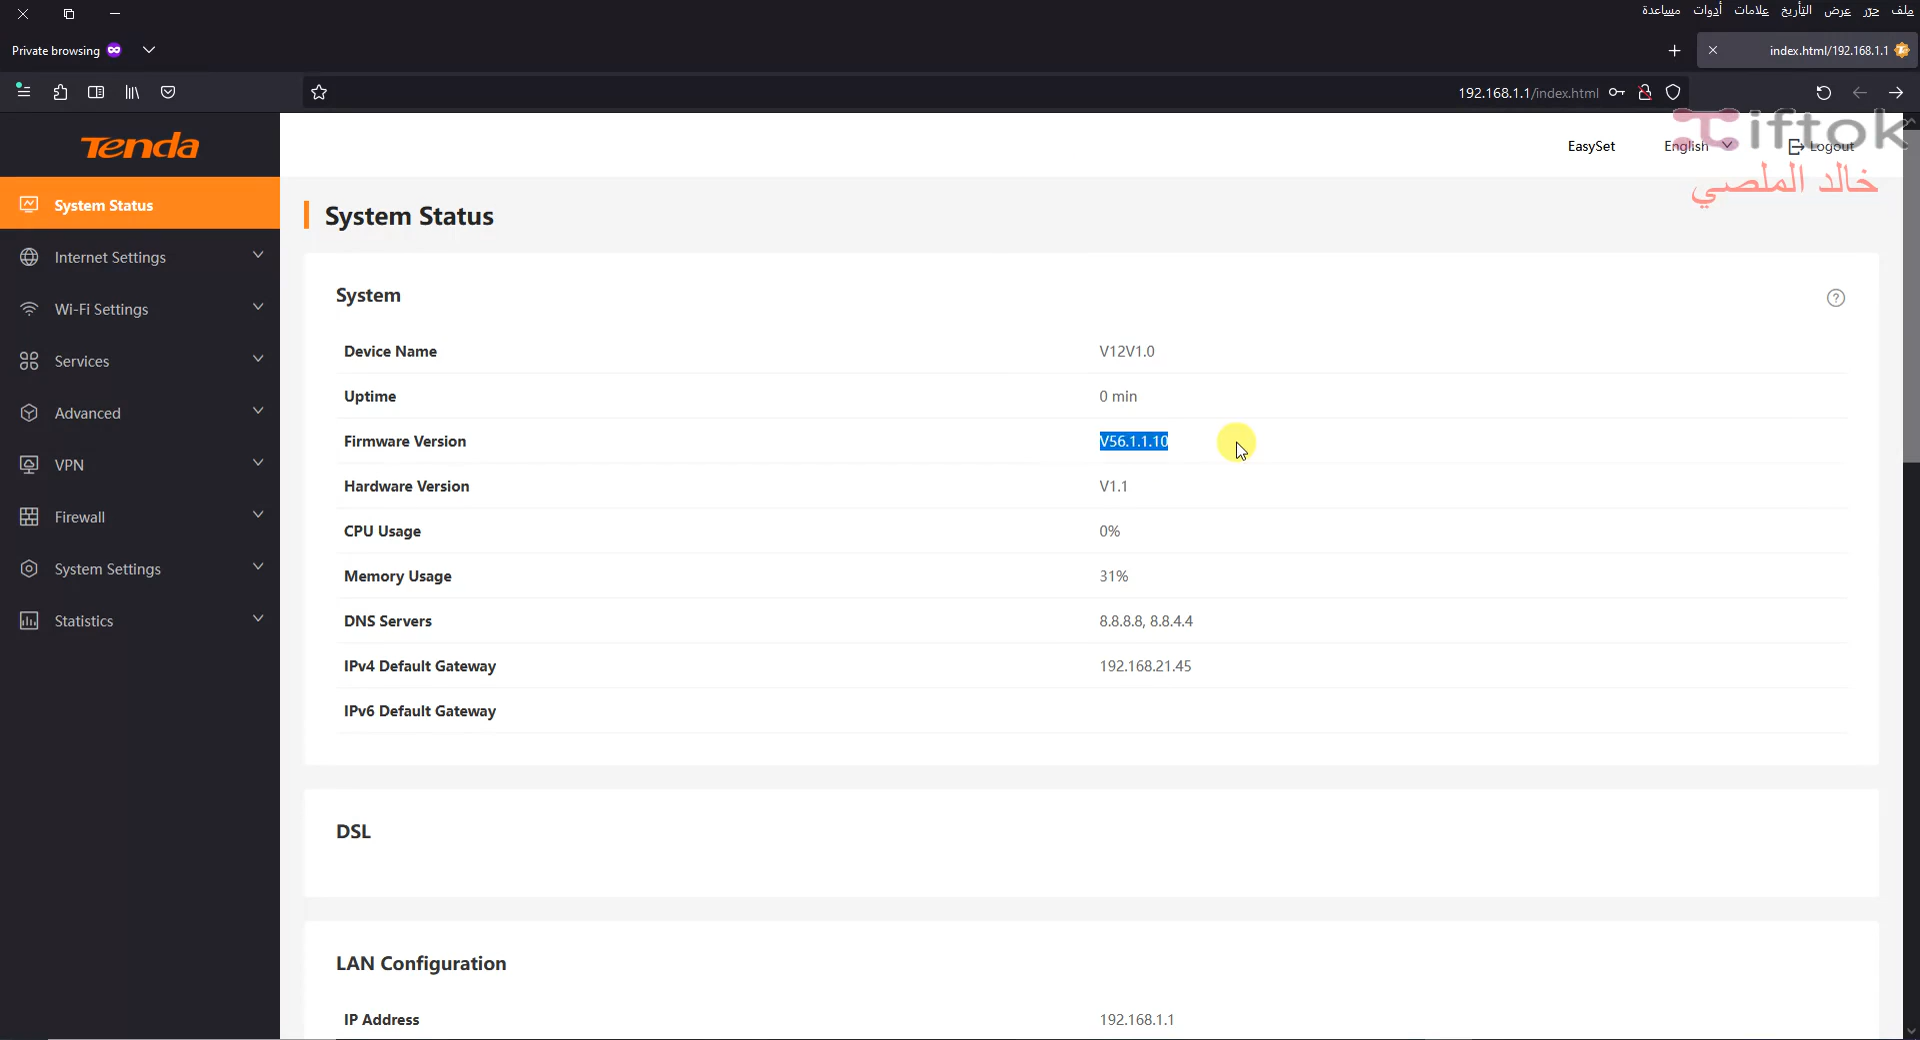 ملف حرّر عرض التأريخ علامات أدوات مساعدة
Private browsing
index.html/192.168.1.1
192.168.1.1/index.html
Tenda
EasySet
English
Logout
iftok
خالد الملصي
System Status
Internet Settings
Wi-Fi Settings
Services
Advanced
VPN
Firewall
System Settings
Statistics
System Status
System
Device Name V12V1.0
Uptime 0 min
Firmware Version V56.1.1.10
Hardware Version V1.1
CPU Usage 0%
Memory Usage 31%
DNS Servers 8.8.8.8, 8.8.4.4
IPv4 Default Gateway 192.168.21.45
IPv6 Default Gateway
DSL
LAN Configuration
IP Address 192.168.1.1